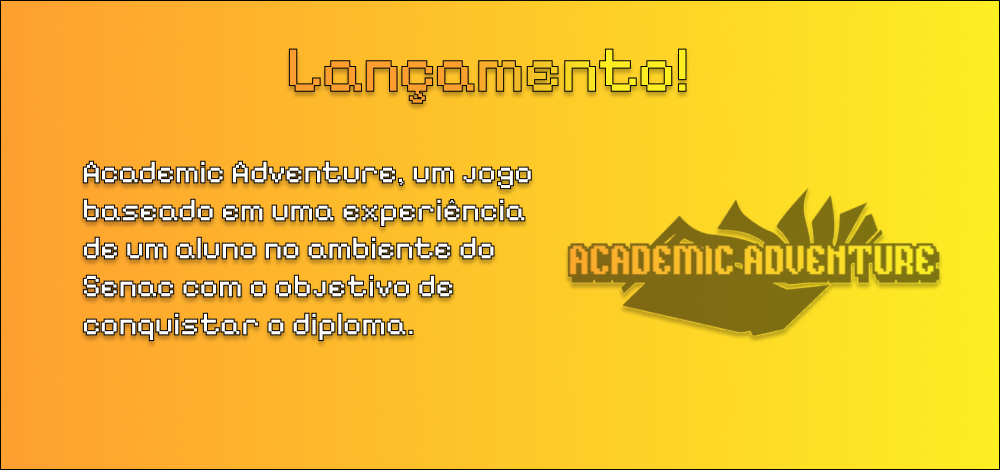 Lançamento!
Academic Adventure, um jogo
baseado em uma experiência
de um aluno no ambiente do
Senac com o objetivo de
conquistar o diploma.
ACADEMIC ADVENTURE